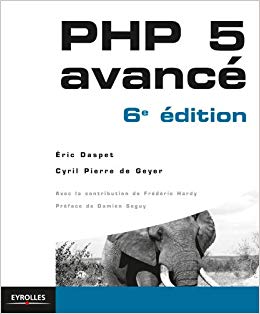 PHP 5
avancé
6e édition
Éric Daspet
Cyril Pierre de Geyer
Avec la contribution de Frédéric Hardy
Préface de Damien Seguy
EYROLLES